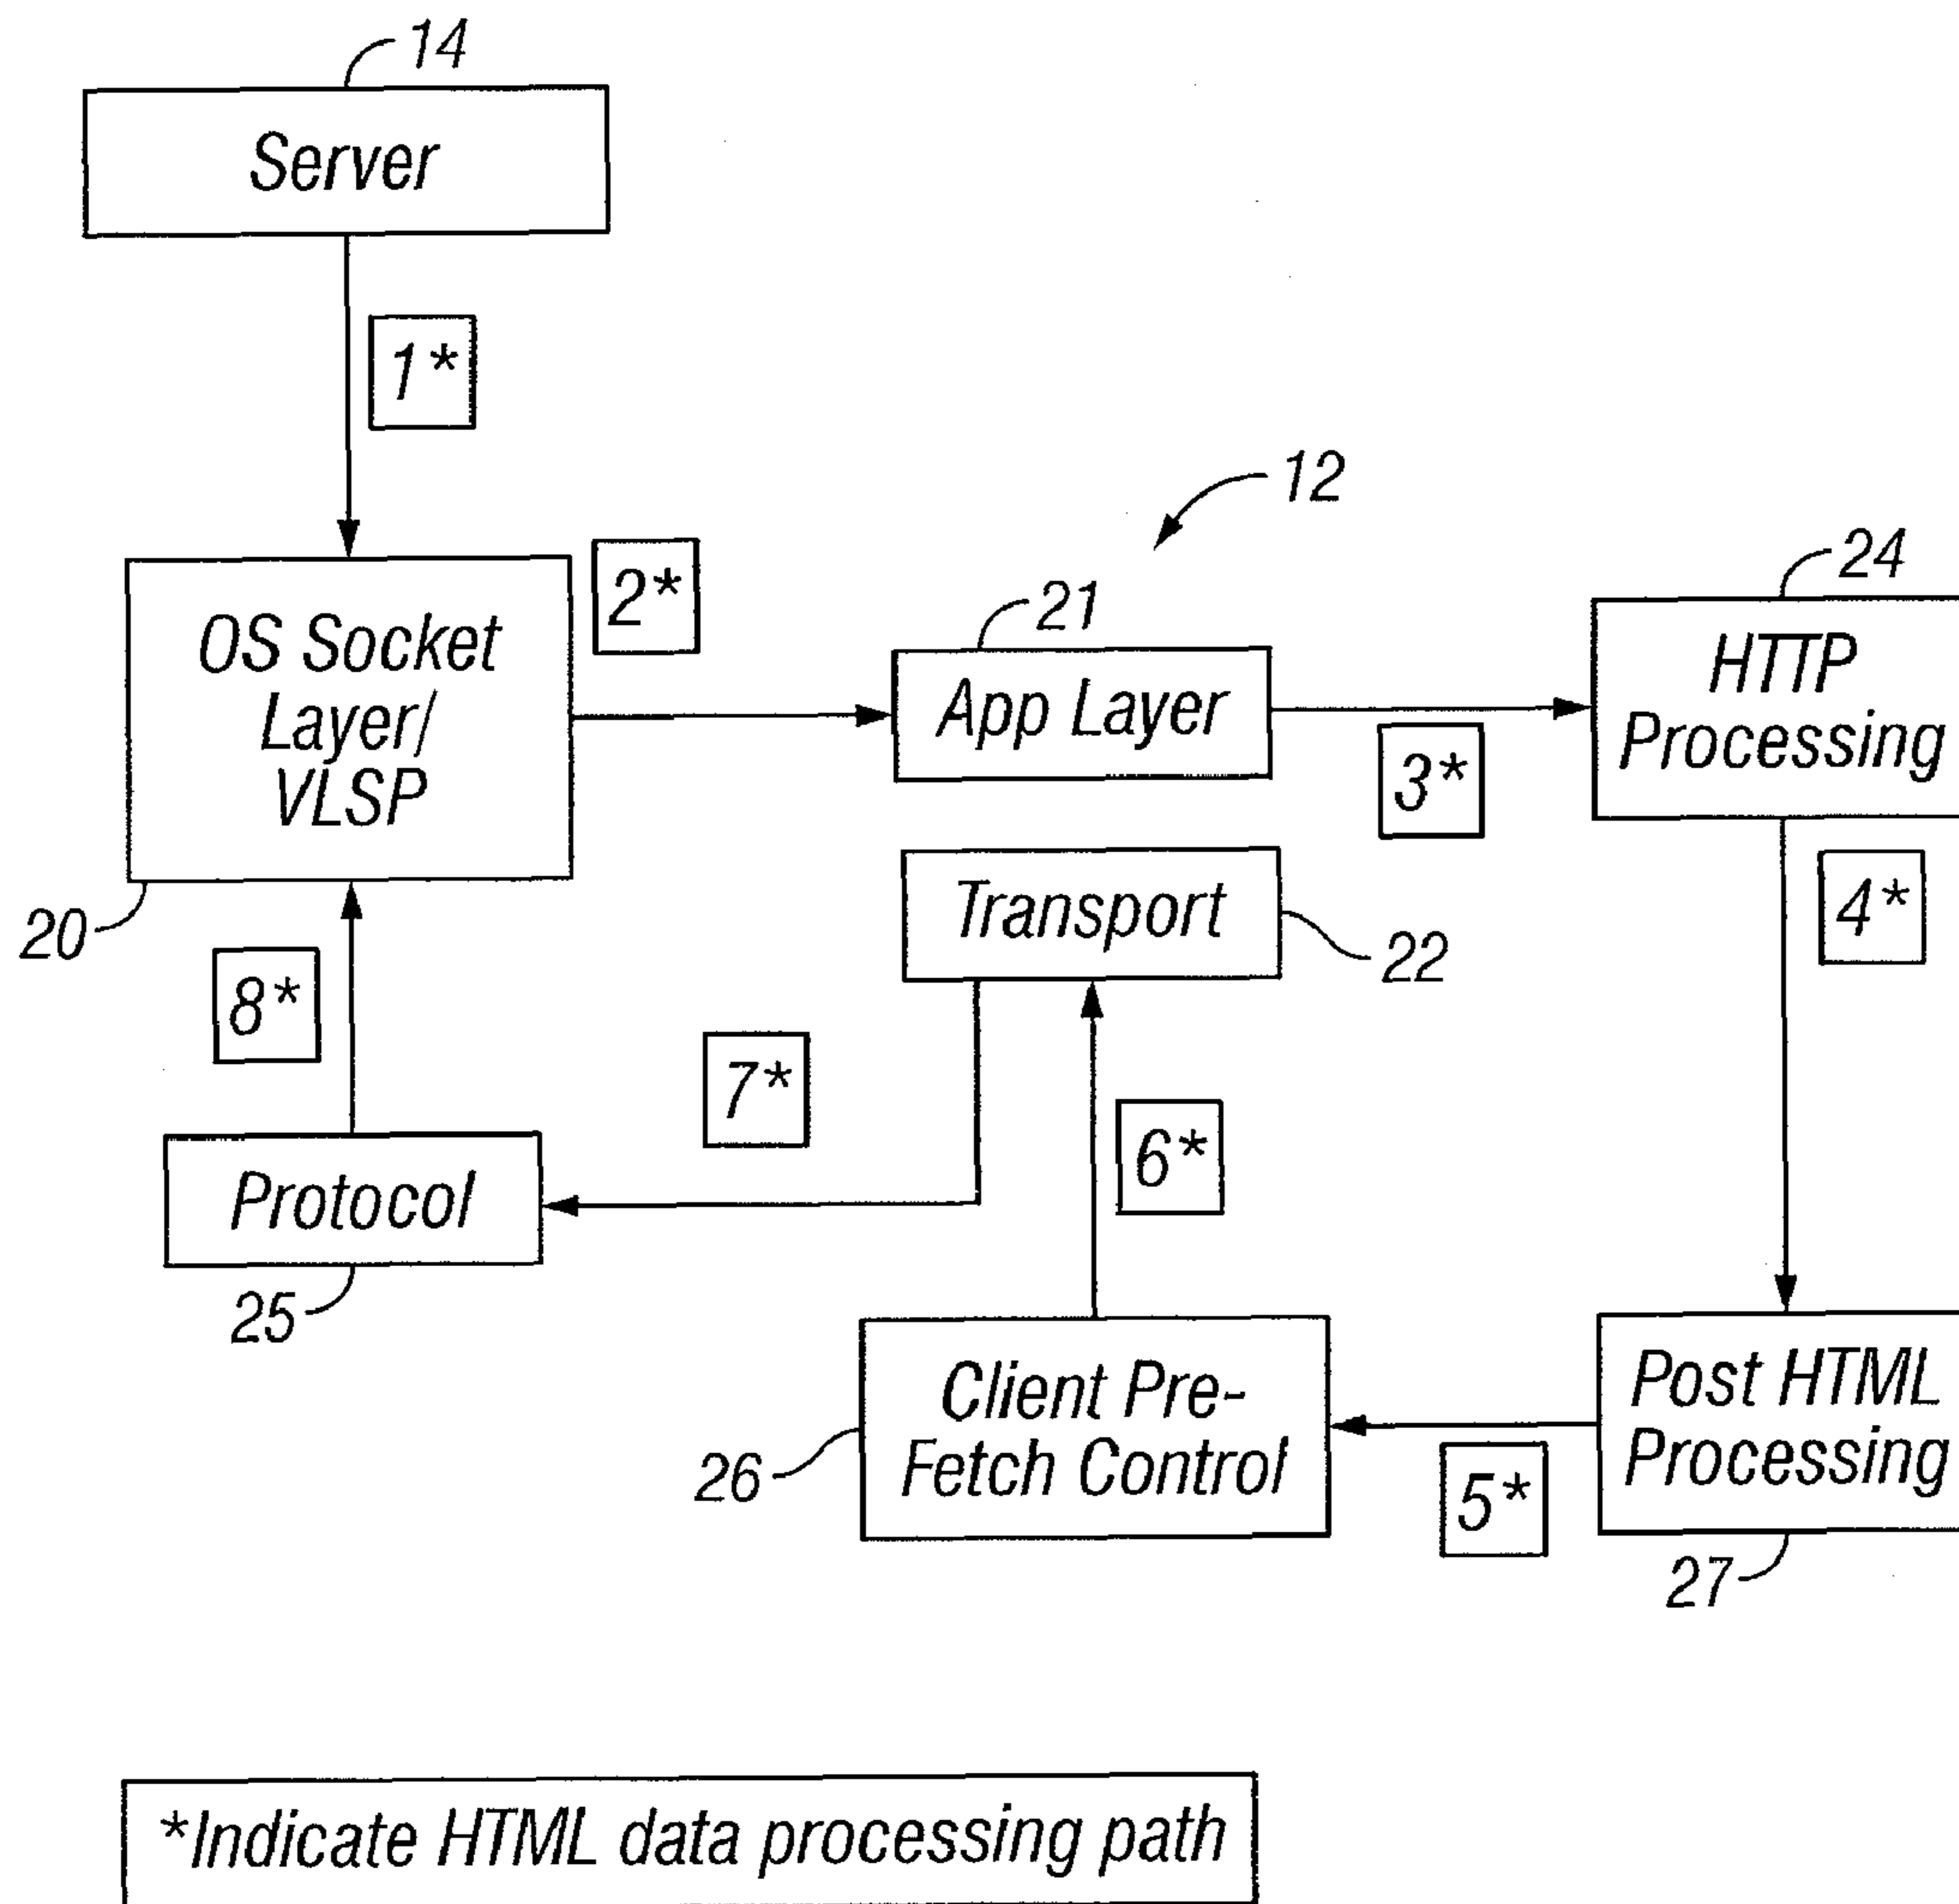 14
Server
1*
12
2*
21
24
OS Socket
Layer/
VLSP
App Layer
HTTP
Processing
3*
Transport
4*
20
22
8*
7*
6*
Protocol
25
Client Pre-
Fetch Control
Post HTML
Processing
26
5*
27
*Indicate HTML data processing path